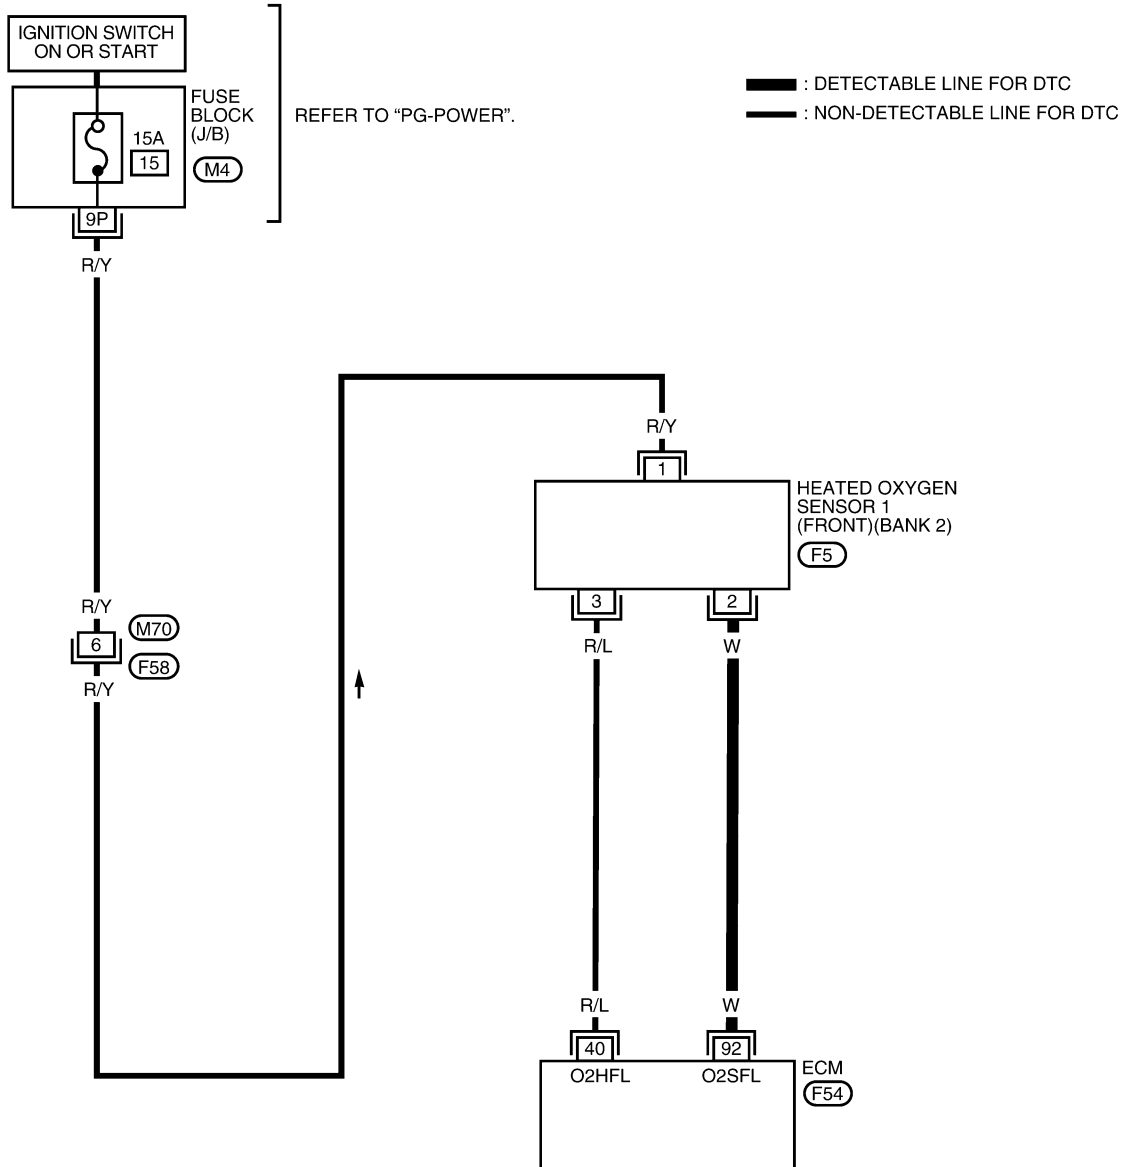 IGNITION SWITCH
ON OR START
FUSE
BLOCK
(J/B)
M4
15A
15
9P
REFER TO “PG-POWER”.
: DETECTABLE LINE FOR DTC
: NON-DETECTABLE LINE FOR DTC
R/Y
R/Y
1
HEATED OXYGEN
SENSOR 1
(FRONT)(BANK 2)
F5
3
2
R/Y
6
M70
F58
R/Y
R/L
W
R/L
W
40
92
O2HFL
O2SFL
ECM
F54